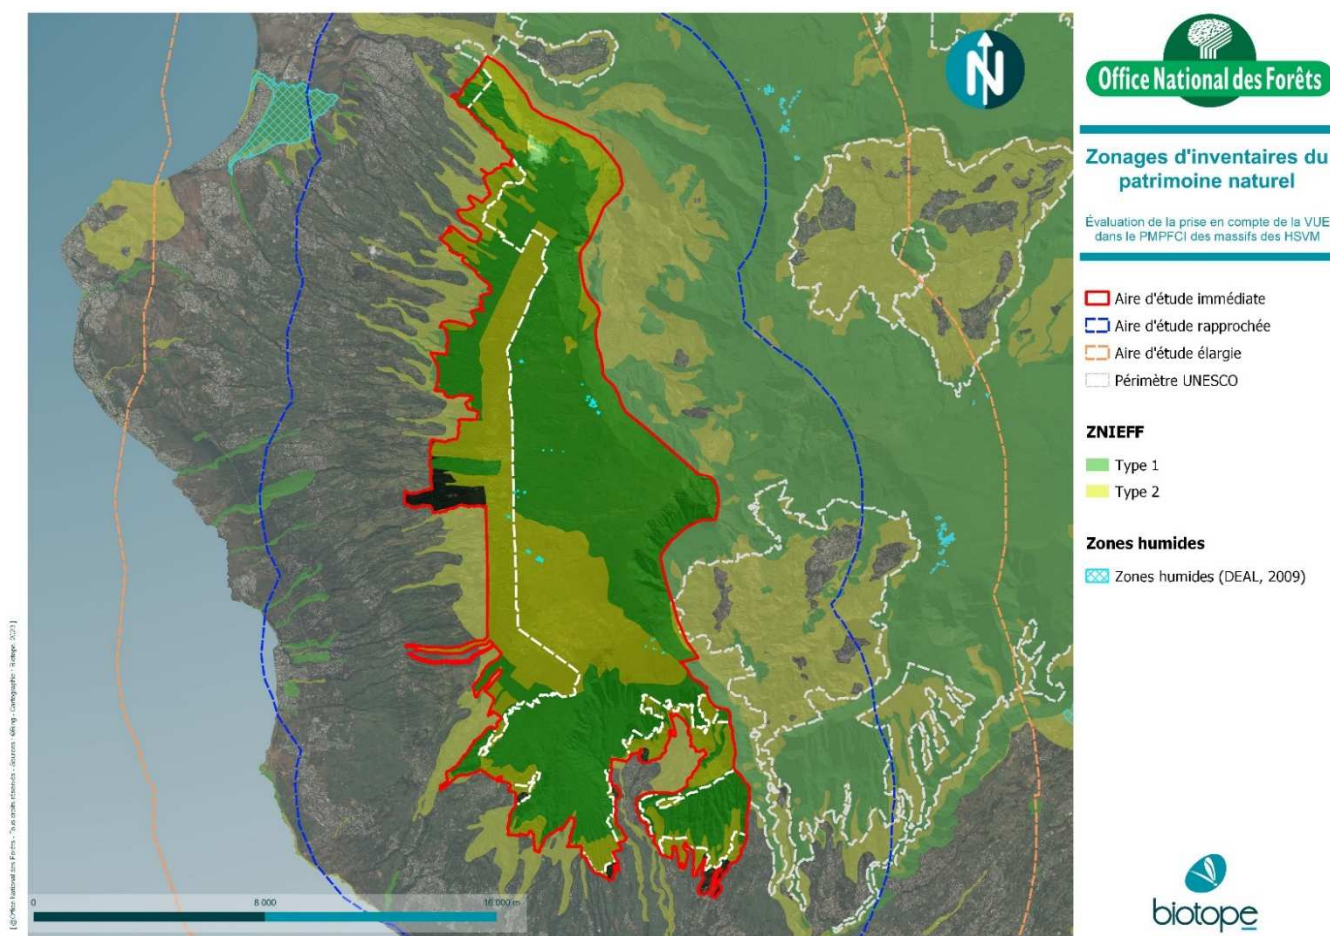 N
Office National des Forêts
Zonages d'inventaires du
patrimoine naturel
Évaluation de la prise en compte de la VUE
dans le PMPFCI des massifs des HSVM
Aire d'étude immédiate
Aire d'étude rapprochée
Aire d'étude élargie
Périmètre UNESCO
ZNIEFF
Type 1
Type 2
Zones humides
Zones humides (DEAL, 2009)
0
8 000
16 000 m
biotope